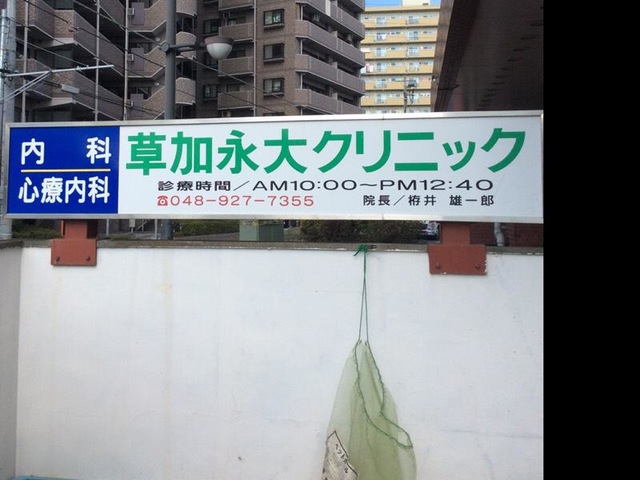 内 科
心療内科
草加永大クリニック
診療時間/AM10:00〜PM12:40
☎048-927-7355 院長/栫井 雄一郎